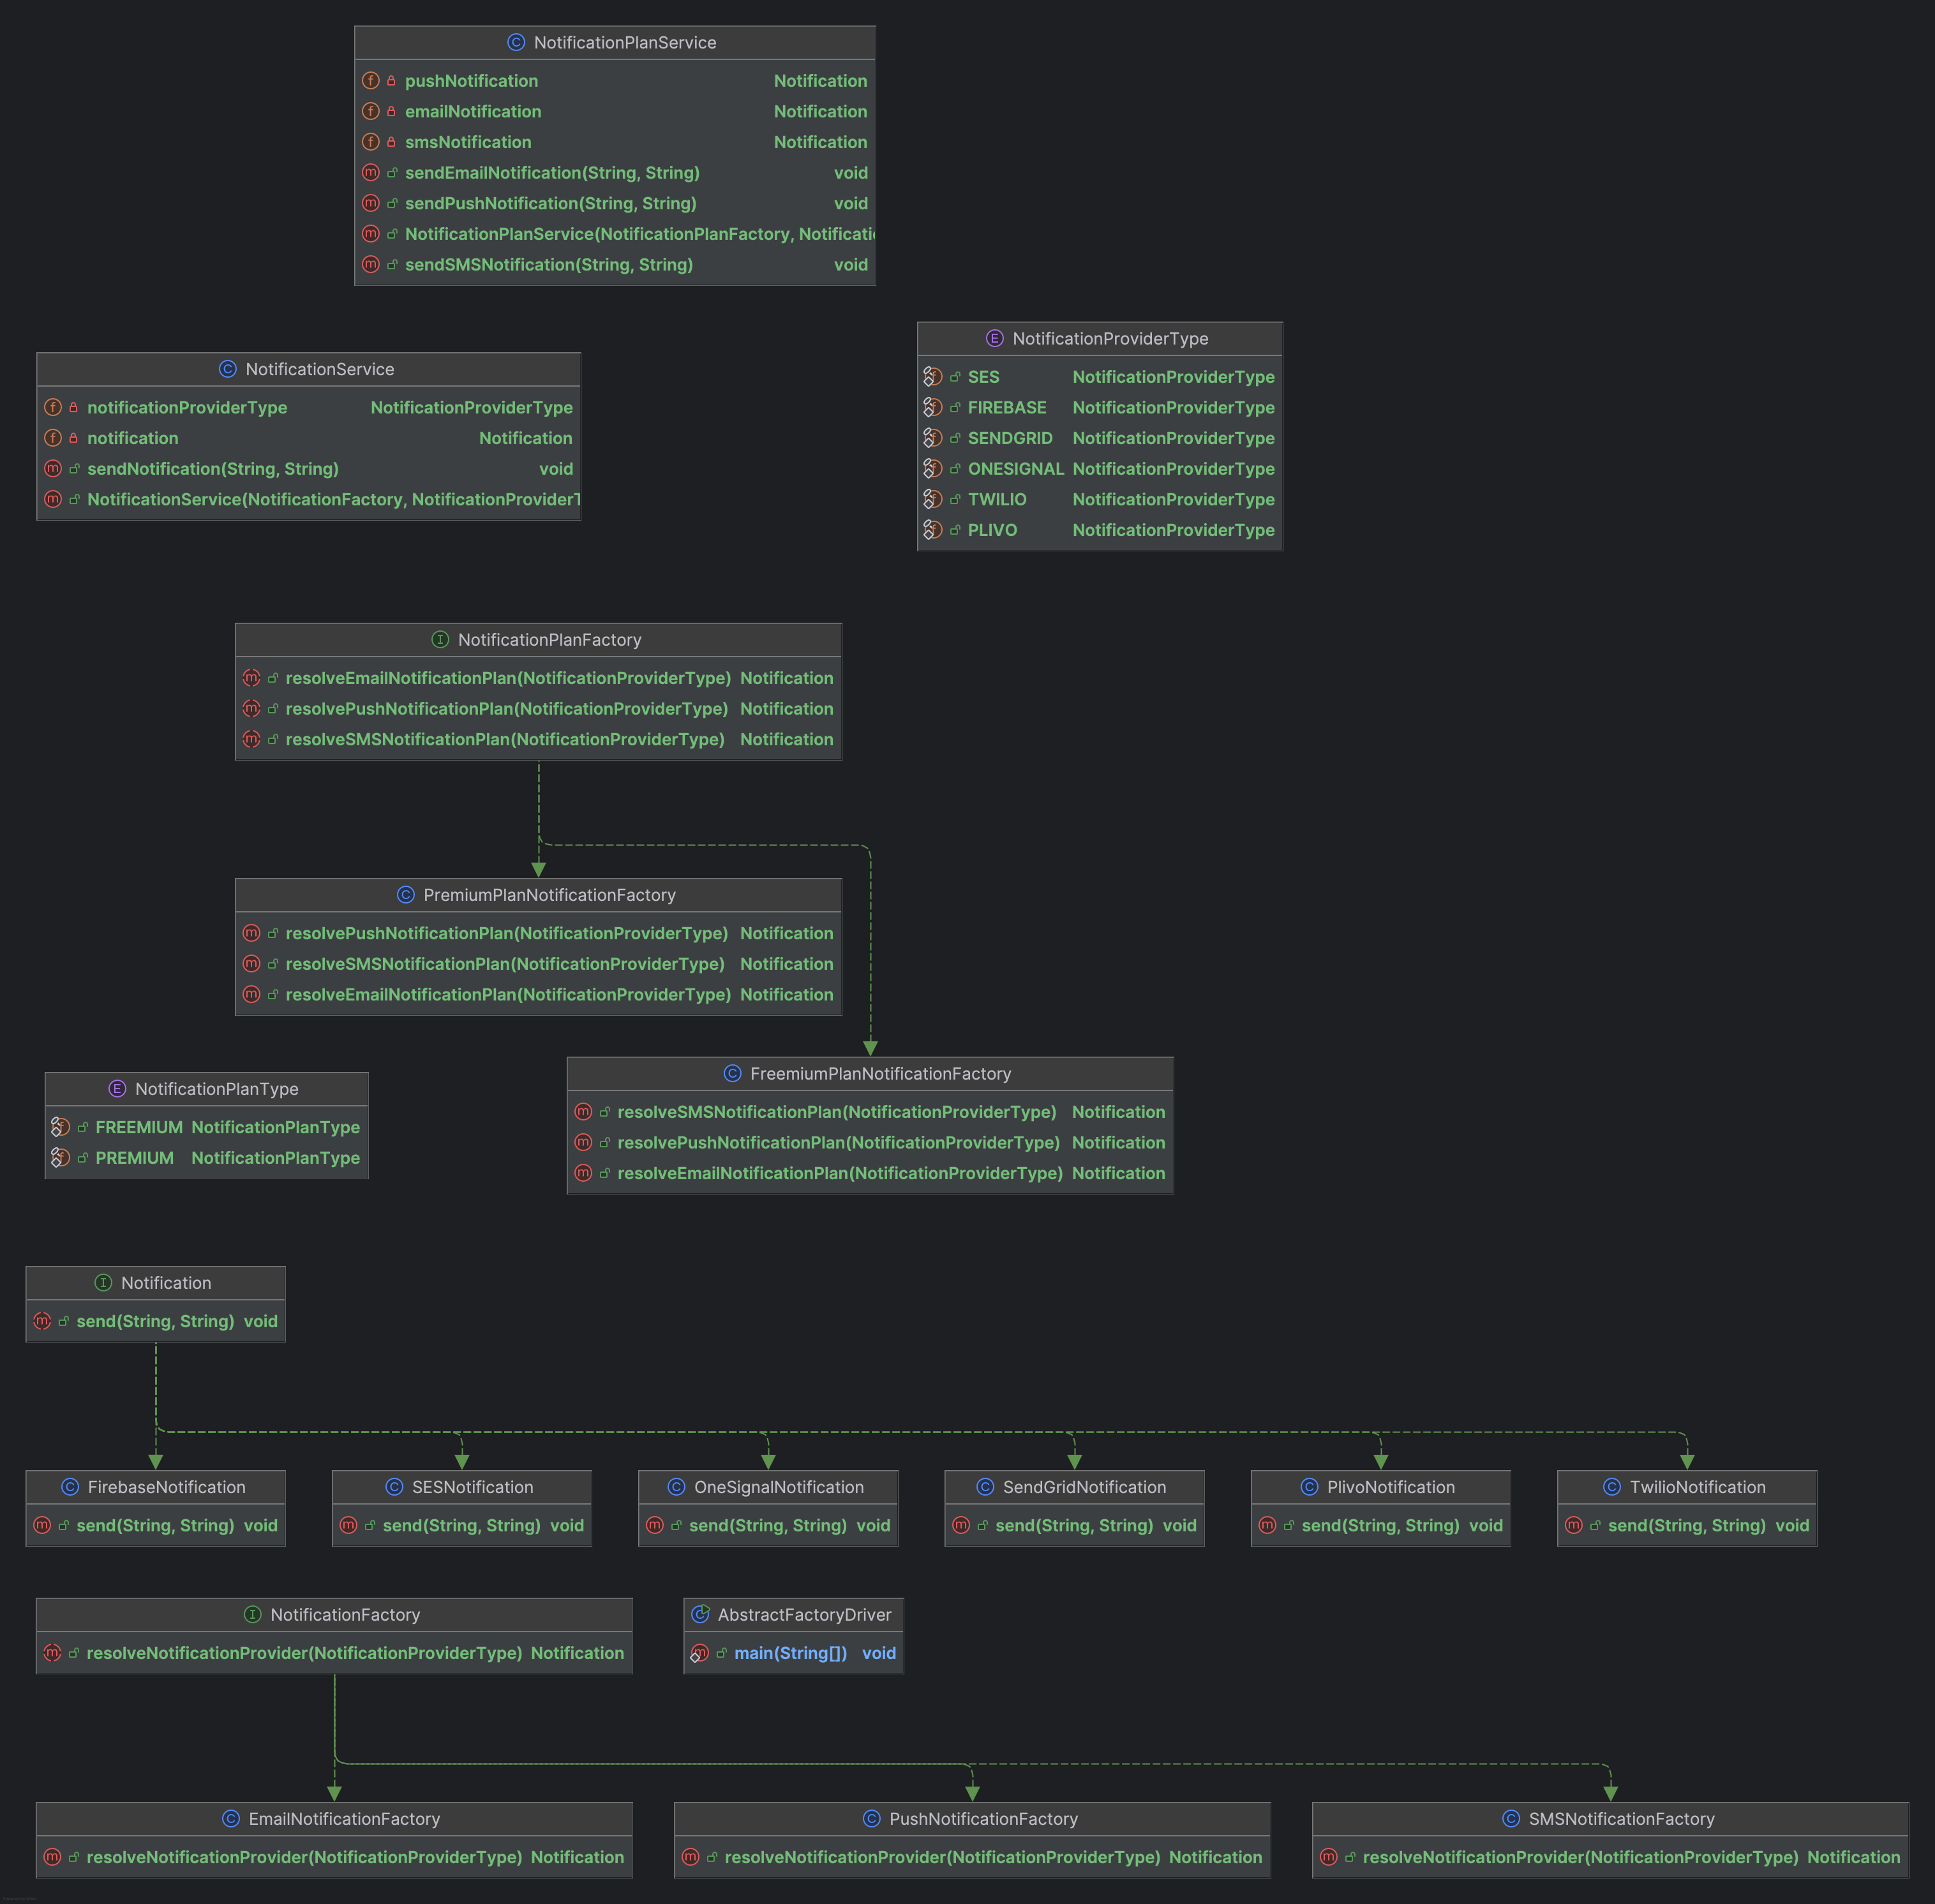 NotificationPlanService
pushNotification Notification
emailNotification Notification
smsNotification Notification
sendEmailNotification(String, String) void
sendPushNotification(String, String) void
NotificationPlanService(NotificationPlanFactory, Notificati
sendSMSNotification(String, String) void
NotificationProviderType
SES NotificationProviderType
FIREBASE NotificationProviderType
SENDGRID NotificationProviderType
ONESIGNAL NotificationProviderType
TWILIO NotificationProviderType
PLIVO NotificationProviderType
NotificationService
notificationProviderType NotificationProviderType
notification Notification
sendNotification(String, String) void
NotificationService(NotificationFactory, NotificationProviderT
NotificationPlanFactory
resolveEmailNotificationPlan(NotificationProviderType) Notification
resolvePushNotificationPlan(NotificationProviderType) Notification
resolveSMSNotificationPlan(NotificationProviderType) Notification
PremiumPlanNotificationFactory
resolvePushNotificationPlan(NotificationProviderType) Notification
resolveSMSNotificationPlan(NotificationProviderType) Notification
resolveEmailNotificationPlan(NotificationProviderType) Notification
FreemiumPlanNotificationFactory
resolveSMSNotificationPlan(NotificationProviderType) Notification
resolvePushNotificationPlan(NotificationProviderType) Notification
resolveEmailNotificationPlan(NotificationProviderType) Notification
NotificationPlanType
FREEMIUM NotificationPlanType
PREMIUM NotificationPlanType
Notification
send(String, String) void
FirebaseNotification
send(String, String) void
SESNotification
send(String, String) void
OneSignalNotification
send(String, String) void
SendGridNotification
send(String, String) void
PlivoNotification
send(String, String) void
TwilioNotification
send(String, String) void
NotificationFactory
resolveNotificationProvider(NotificationProviderType) Notification
AbstractFactoryDriver
main(String[]) void
EmailNotificationFactory
resolveNotificationProvider(NotificationProviderType) Notification
PushNotificationFactory
resolveNotificationProvider(NotificationProviderType) Notification
SMSNotificationFactory
resolveNotificationProvider(NotificationProviderType) Notification